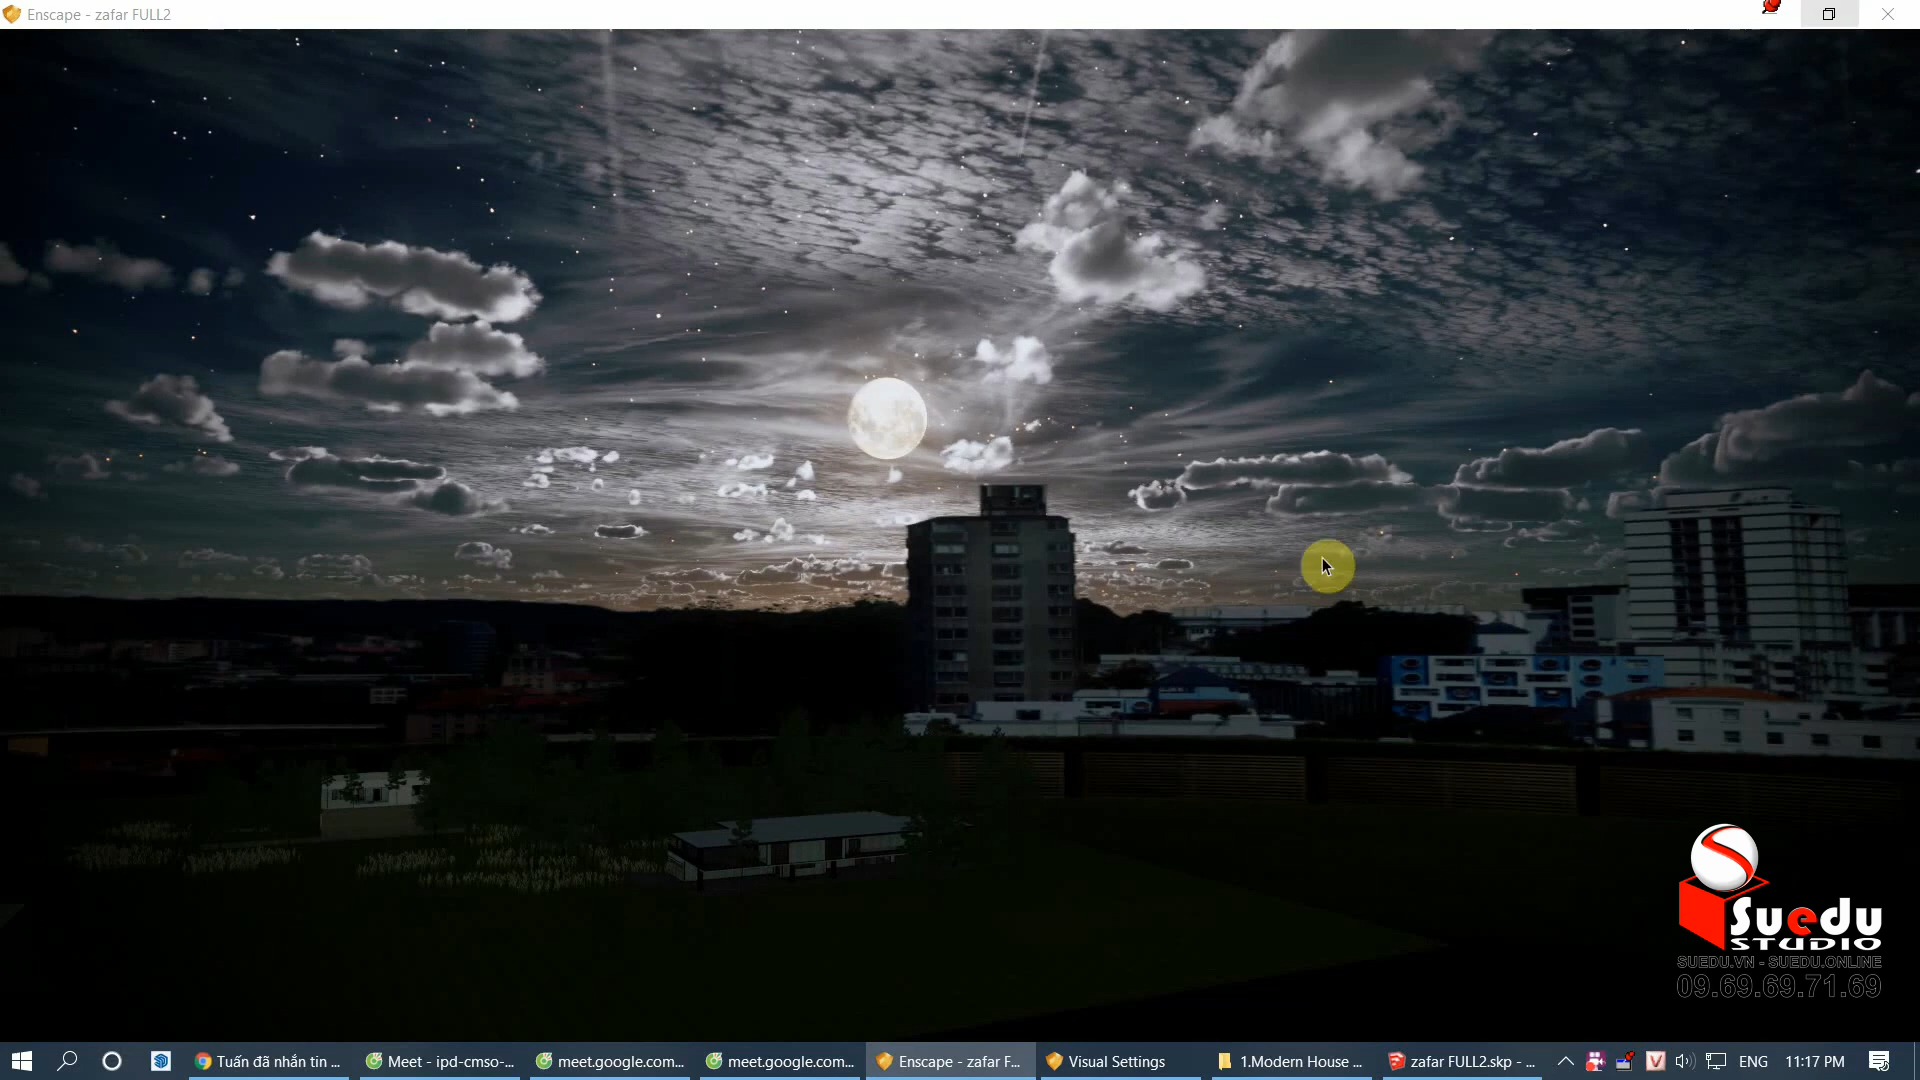 Enscape - zafar FULL2
Suedu
STUDIO
SUEDU.VN - SUEDU.ONLINE
09.69.69.71.69
Tuấn đã nhắn tin ...
Meet - ipd-cmso-...
meet.google.com...
meet.google.com...
Enscape - zafar F...
Visual Settings
1.Modern House ...
zafar FULL2.skp - ...
ENG
11:17 PM